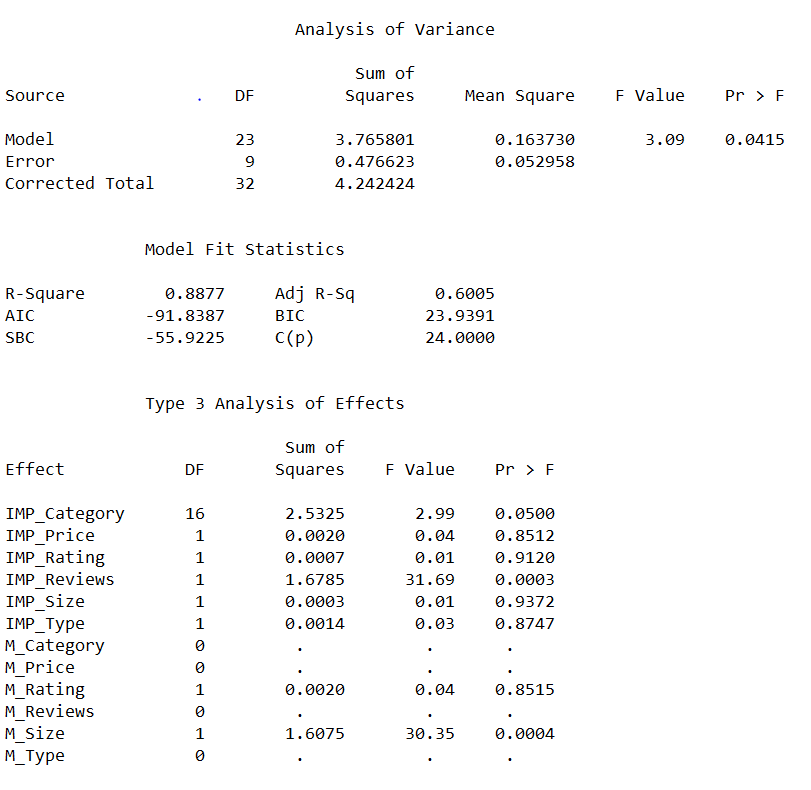 Analysis of Variance
Sum of
Source . DF Squares Mean Square F Value Pr > F
Model 23 3.765801 0.163730 3.09 0.0415
Error 9 0.476623 0.052958
Corrected Total 32 4.242424
Model Fit Statistics
R-Square 0.8877 Adj R-Sq 0.6005
AIC -91.8387 BIC 23.9391
SBC -55.9225 C(p) 24.0000
Type 3 Analysis of Effects
Sum of
Effect DF Squares F Value Pr > F
IMP_Category 16 2.5325 2.99 0.0500
IMP_Price 1 0.0020 0.04 0.8512
IMP_Rating 1 0.0007 0.01 0.9120
IMP_Reviews 1 1.6785 31.69 0.0003
IMP_Size 1 0.0003 0.01 0.9372
IMP_Type 1 0.0014 0.03 0.8747
M_Category 0 . . .
M_Price 0 . . .
M_Rating 1 0.0020 0.04 0.8515
M_Reviews 0 . . .
M_Size 1 1.6075 30.35 0.0004
M_Type 0 . . .